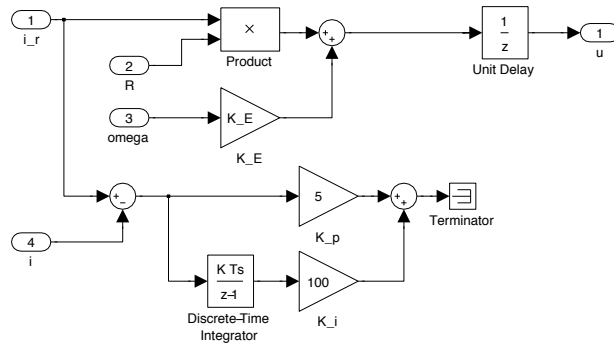 1
i_r
×
Product
+
+
1
z
Unit Delay
1
u
2
R
3
omega
K_E
K_E
+
−
5
K_p
+
+
Terminator
4
i
K Ts
z−1
Discrete−Time
Integrator
100
K_i